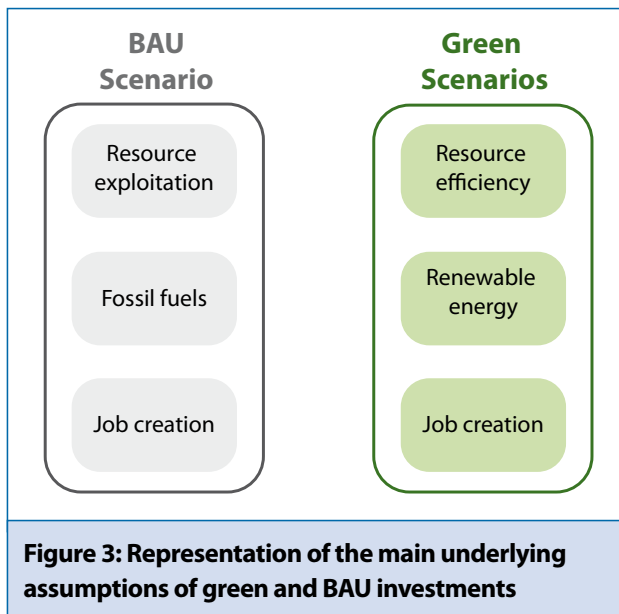 BAU
Scenario
Resource
exploitation
Fossil fuels
Job creation
Green
Scenarios
Resource
efficiency
Renewable
energy
Job creation
Figure 3: Representation of the main underlying
assumptions of green and BAU investments